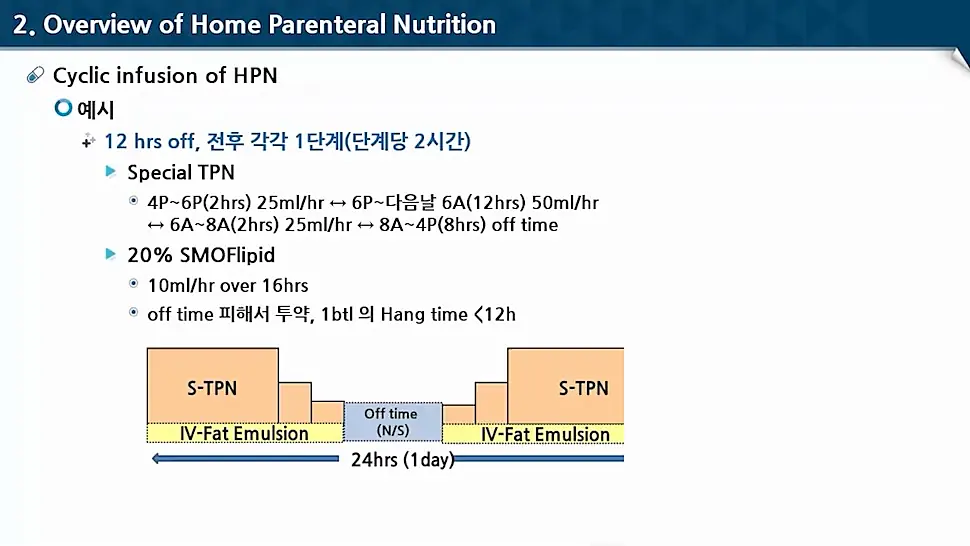 2. Overview of Home Parenteral Nutrition
Cyclic infusion of HPN
예시
12 hrs off, 전후 각각 1단계(단계당 2시간)
Special TPN
4P~6P(2hrs) 25ml/hr ↔ 6P~다음날 6A(12hrs) 50ml/hr
↔ 6A~8A(2hrs) 25ml/hr ↔ 8A~4P(8hrs) off time
20% SMOFlipid
10ml/hr over 16hrs
off time 피해서 투약, 1btl 의 Hang time <12h
S-TPN
S-TPN
Off time
(N/S)
IV-Fat Emulsion
IV-Fat Emulsion
24hrs (1day)